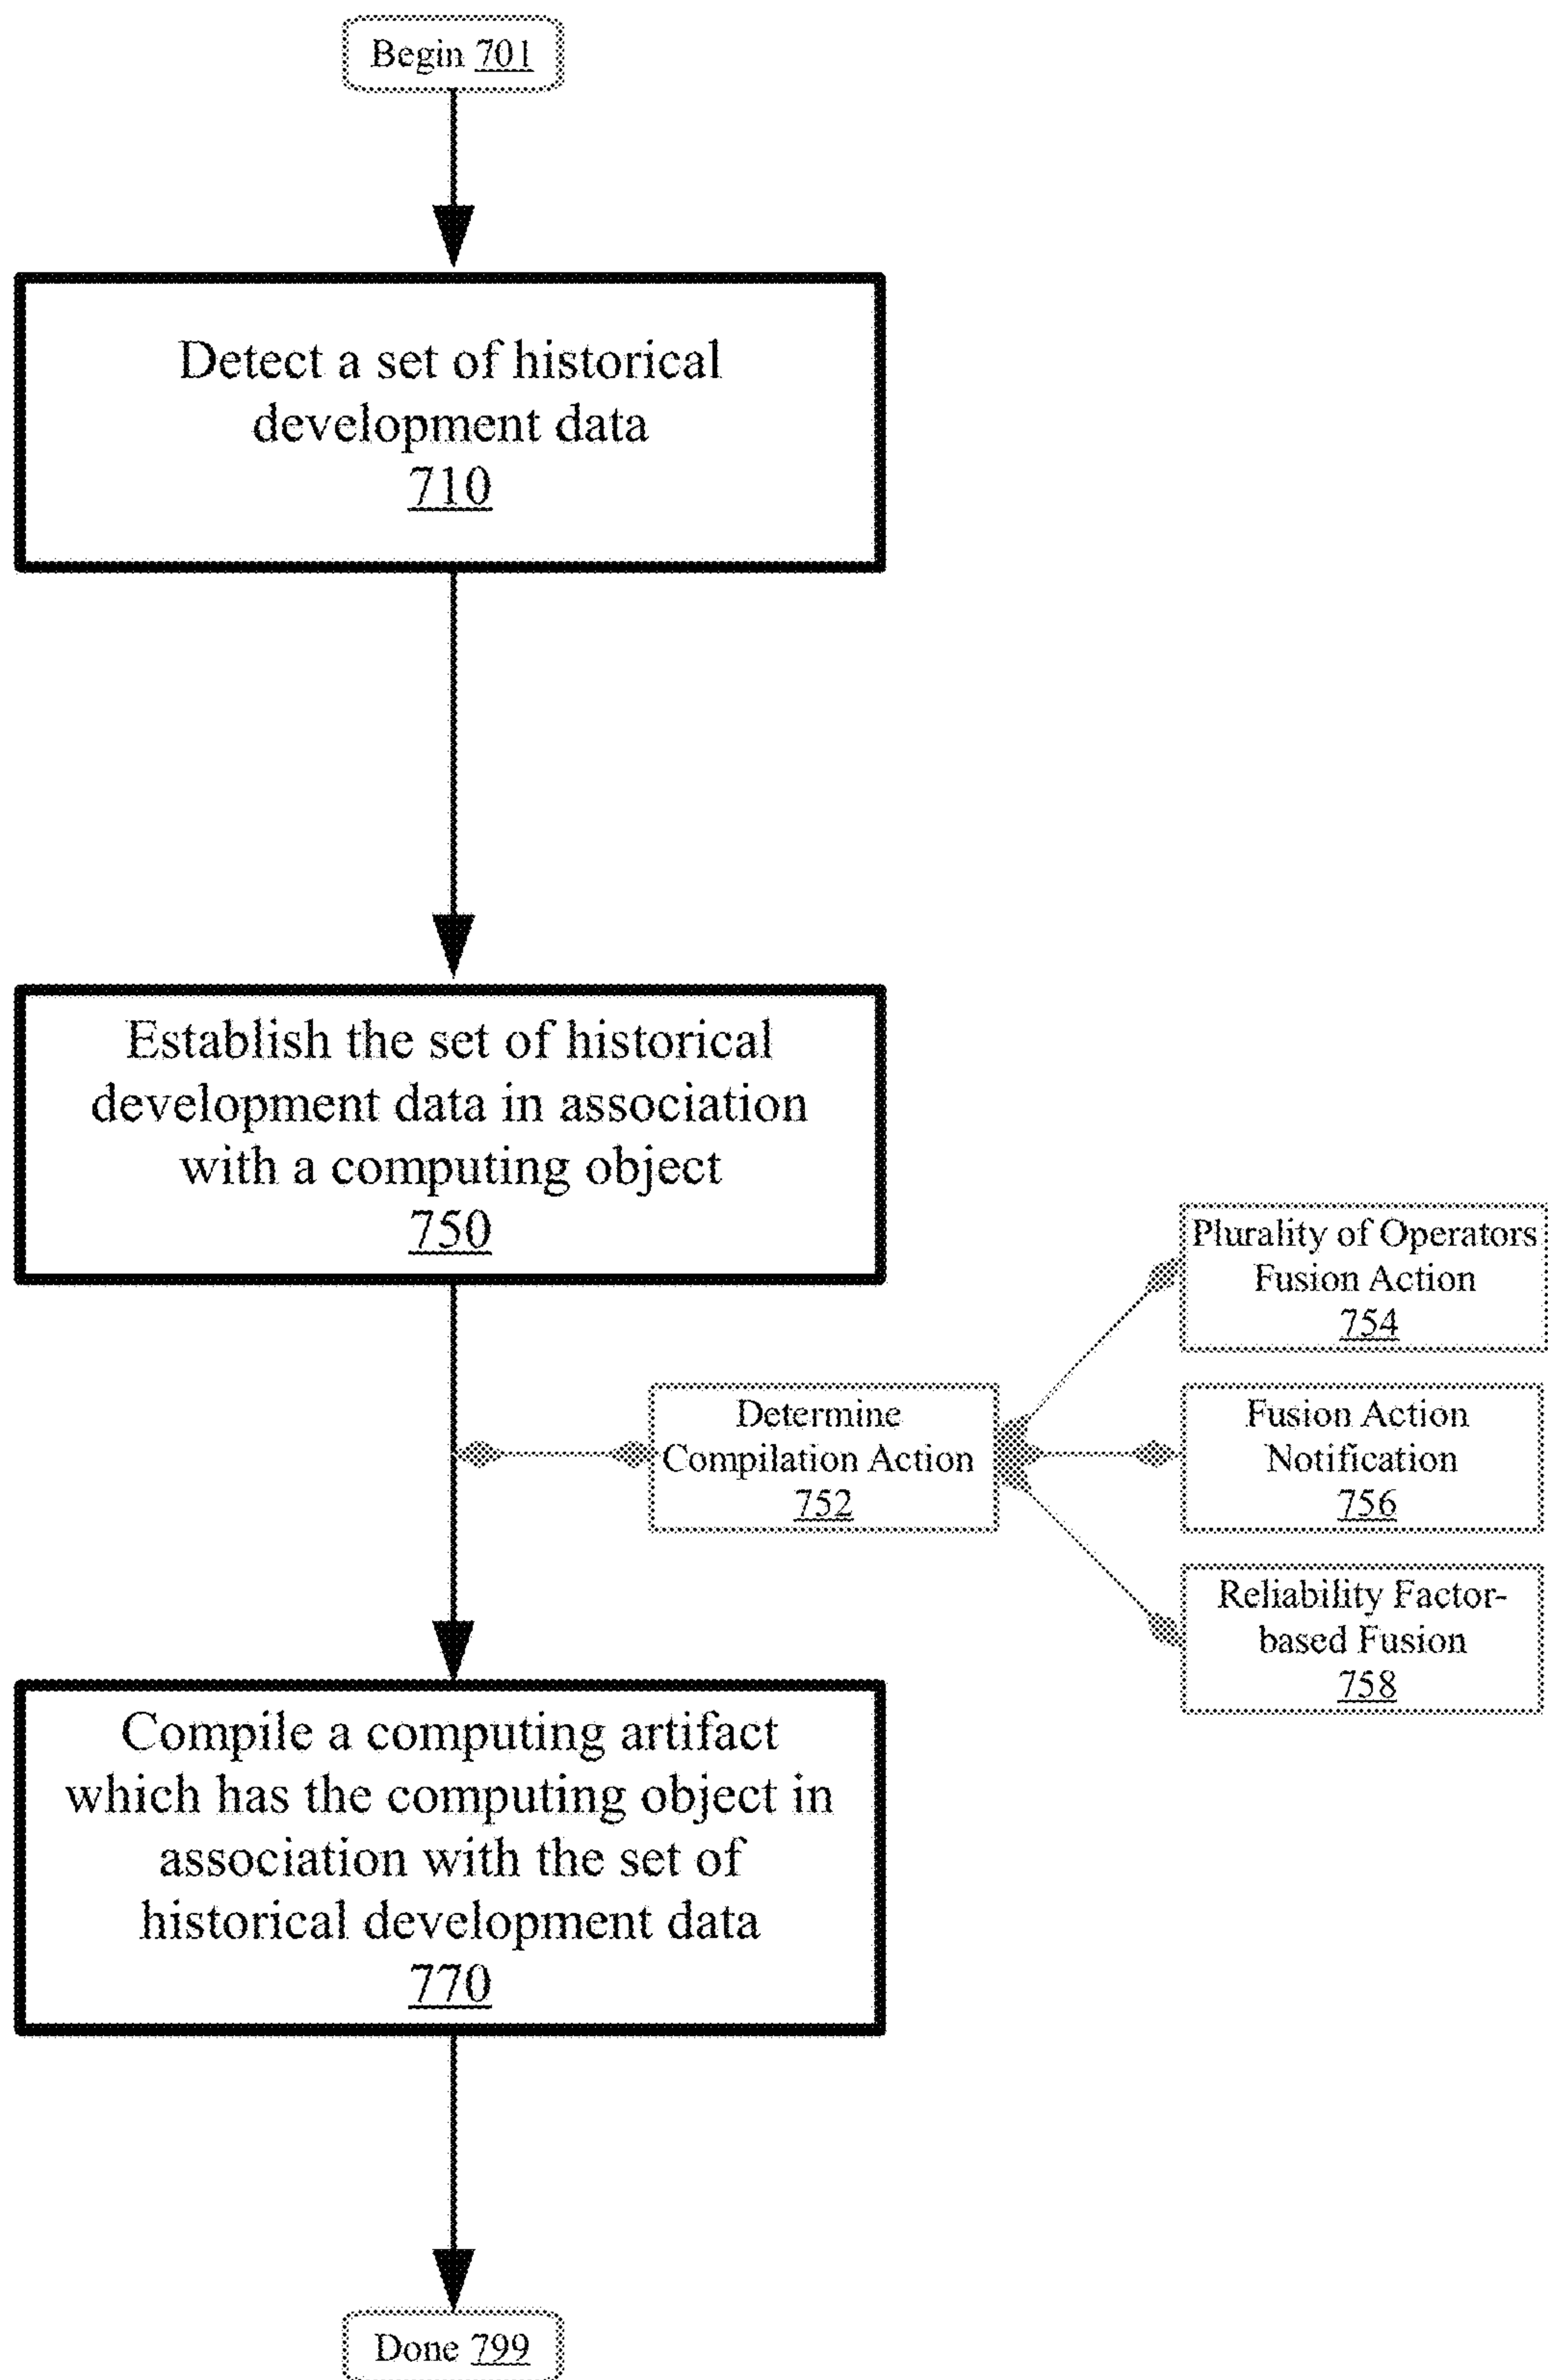 Begin 701
Detect a set of historical
development data
710
Establish the set of historical
development data in association
with a computing object
750
Plurality of Operators
Fusion Action
754
Determine
Compilation Action
752
Fusion Action
Notification
756
Reliability Factor-
based Fusion
758
Compile a computing artifact
which has the computing object in
association with the set of
historical development data
770
Done 799